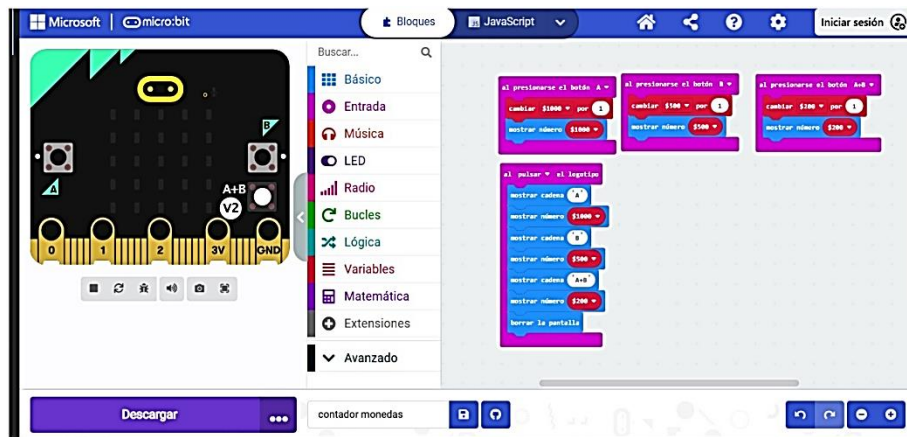 Microsoft | micro:bit
Bloques
JavaScript
Iniciar sesión
Buscar...
Básico
Entrada
Música
LED
Radio
Bucles
Lógica
Variables
Matemática
Extensiones
Avanzado
B
A
A+B
V2
0 1 2 3V GND
al presionarse el botón A
cambiar $1000 por 1
mostrar número $1000
al presionarse el botón B
cambiar $500 por 1
mostrar número $500
al presionarse el botón A+B
cambiar $200 por 1
mostrar número $200
al pulsar el logotipo
mostrar cadena "A"
mostrar número $1000
mostrar cadena "B"
mostrar número $500
mostrar cadena "A+B"
mostrar número $200
borrar la pantalla
Descargar ...
contador monedas